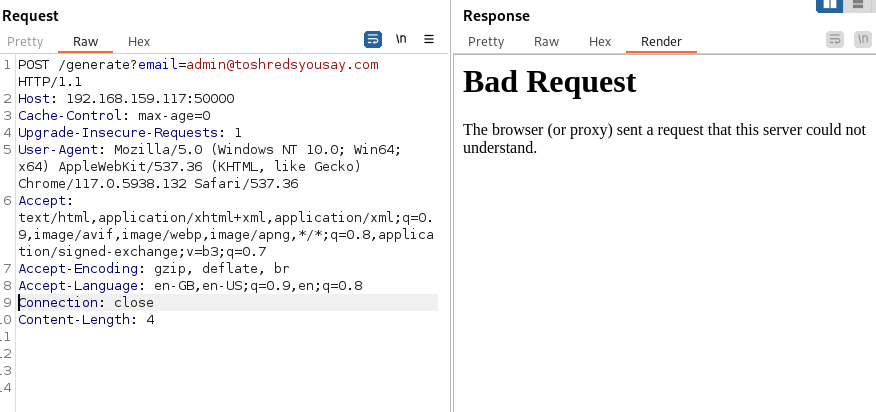 Request
Pretty Raw Hex \n
1 POST /generate?email=admin@toshredsyousay.com
HTTP/1.1
2 Host: 192.168.159.117:50000
3 Cache-Control: max-age=0
4 Upgrade-Insecure-Requests: 1
5 User-Agent: Mozilla/5.0 (Windows NT 10.0; Win64;
x64) AppleWebKit/537.36 (KHTML, like Gecko)
Chrome/117.0.5938.132 Safari/537.36
6 Accept:
text/html,application/xhtml+xml,application/xml;q=0.
9,image/avif,image/webp,image/apng,*/*;q=0.8,applica
tion/signed-exchange;v=b3;q=0.7
7 Accept-Encoding: gzip, deflate, br
8 Accept-Language: en-GB,en-US;q=0.9,en;q=0.8
9 Connection: close
10 Content-Length: 4
11
12
13
14
Response
Pretty Raw Hex Render \n
Bad Request
The browser (or proxy) sent a request that this server could not
understand.